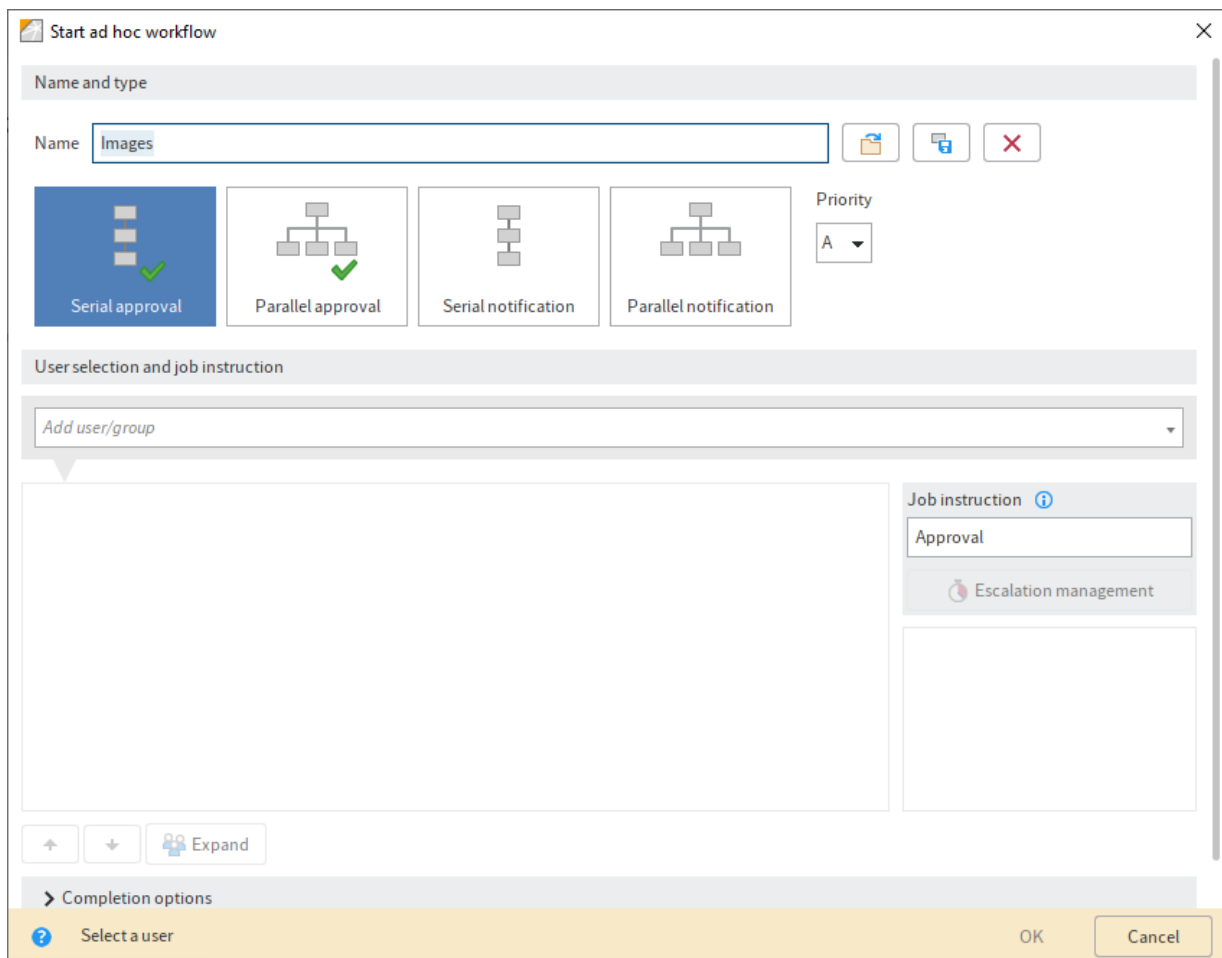 Start ad hoc workflow
Name and type
Name Images
Priority
A
Serial approval Parallel approval Serial notification Parallel notification
User selection and job instruction
Add user/group
Job instruction
Approval
Escalation management
Expand
Completion options
Select a user OK Cancel